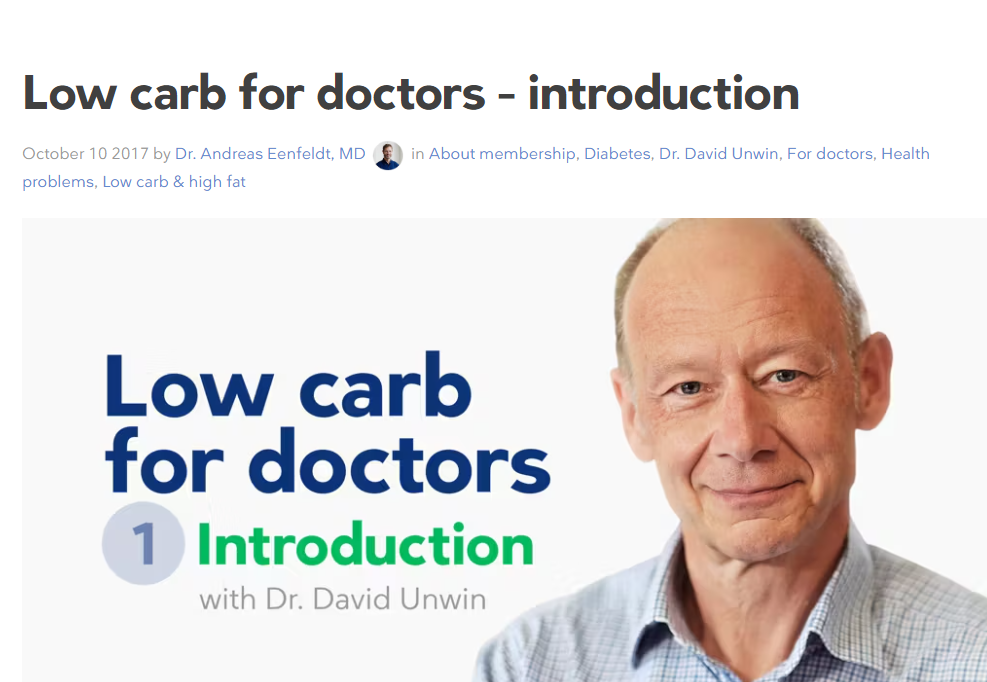 Low carb for doctors – introduction
October 10 2017 by Dr. Andreas Eenfeldt, MD in About membership, Diabetes, Dr. David Unwin, For doctors, Health
problems, Low carb & high fat
Low carb
for doctors
1 Introduction
with Dr. David Unwin